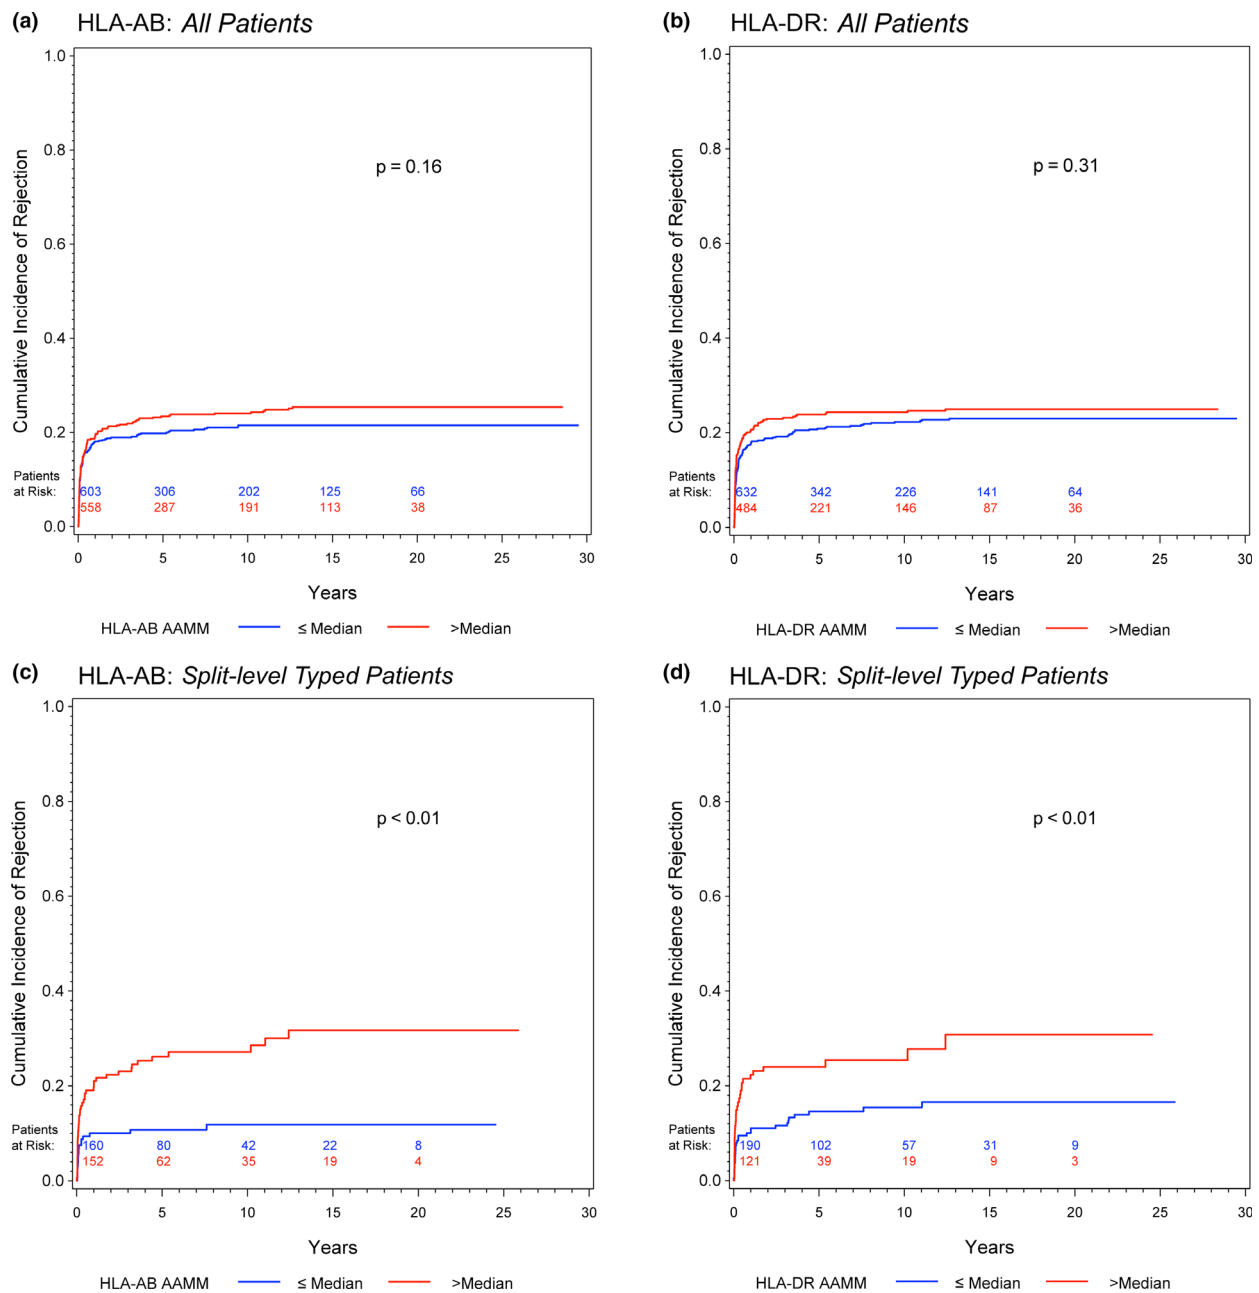 (a) HLA-AB: All Patients
Cumulative Incidence of Rejection
1.0
0.8
0.6
0.4
0.2
0.0
p = 0.16
Patients
at Risk:
603 306 202 125 66
558 287 191 113 38
0 5 10 15 20 25 30
Years
HLA-AB AAMM ≤ Median >Median
(b) HLA-DR: All Patients
Cumulative Incidence of Rejection
1.0
0.8
0.6
0.4
0.2
0.0
p = 0.31
Patients
at Risk:
632 342 226 141 64
484 221 146 87 36
0 5 10 15 20 25 30
Years
HLA-DR AAMM ≤ Median >Median
(c) HLA-AB: Split-level Typed Patients
Cumulative Incidence of Rejection
1.0
0.8
0.6
0.4
0.2
0.0
p < 0.01
Patients
at Risk:
160 80 42 22 8
152 62 35 19 4
0 5 10 15 20 25 30
Years
HLA-AB AAMM ≤ Median >Median
(d) HLA-DR: Split-level Typed Patients
Cumulative Incidence of Rejection
1.0
0.8
0.6
0.4
0.2
0.0
p < 0.01
Patients
at Risk:
190 102 57 31 9
121 39 19 9 3
0 5 10 15 20 25 30
Years
HLA-DR AAMM ≤ Median >Median